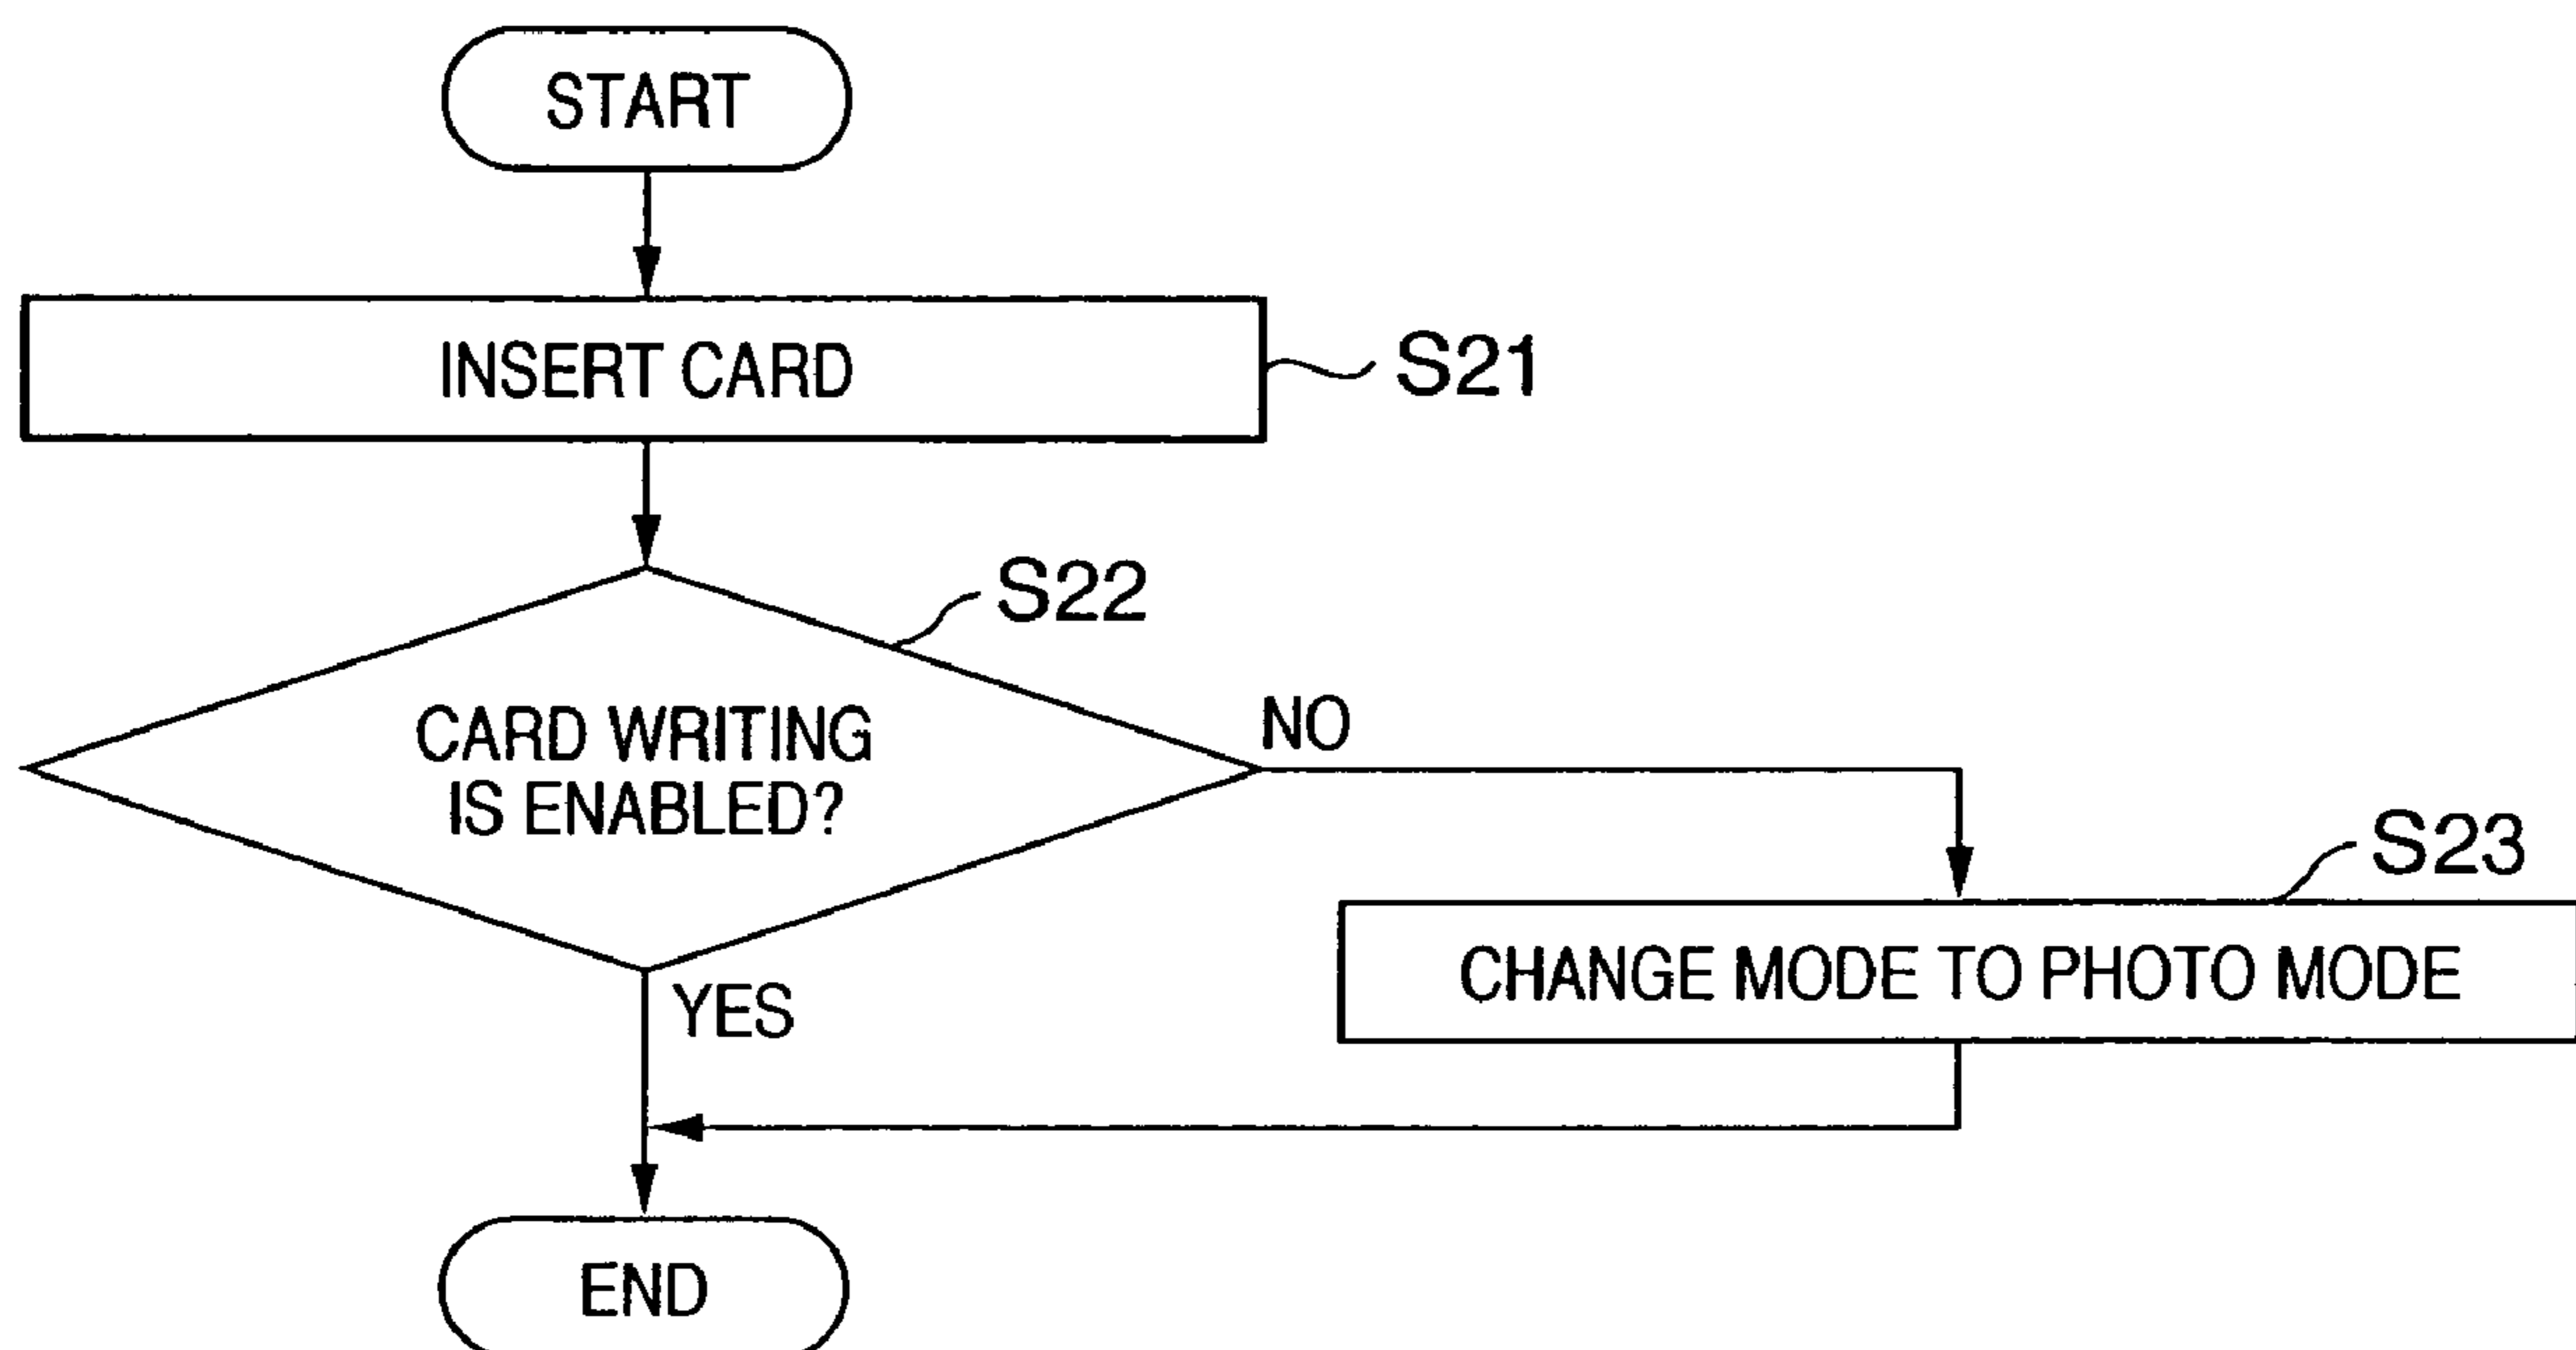 START
INSERT CARD
S21
S22
CARD WRITING
IS ENABLED?
NO
YES
S23
CHANGE MODE TO PHOTO MODE
END